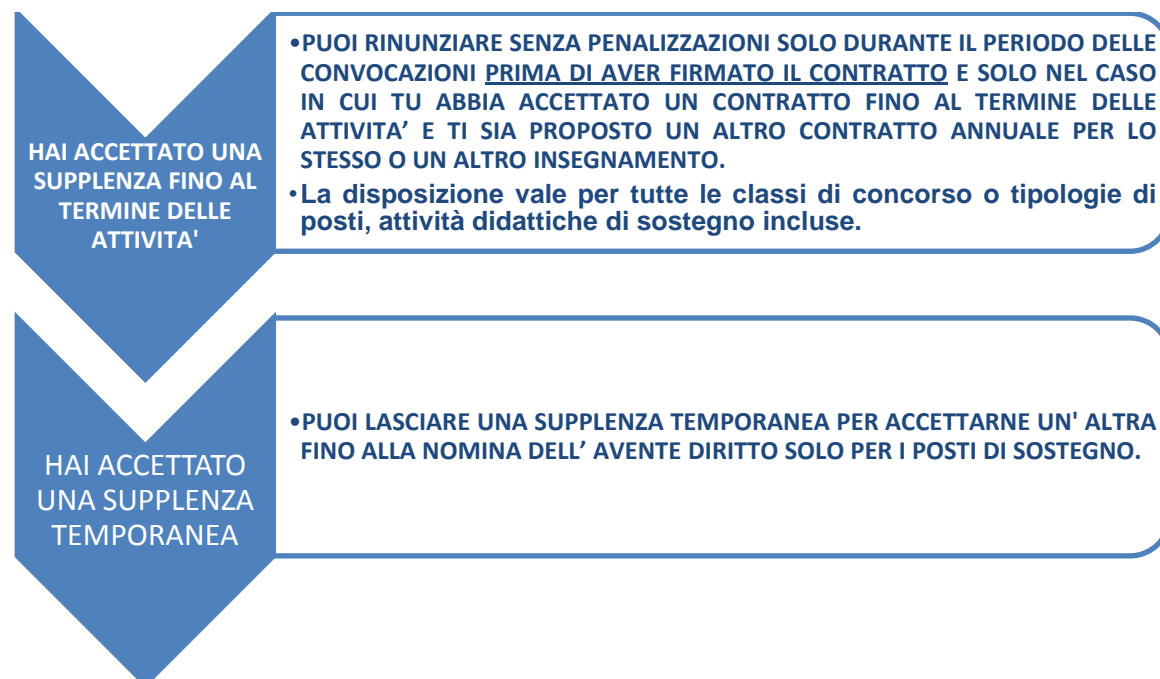 HAI ACCETTATO UNA
SUPPLENZA FINO AL
TERMINE DELLE
ATTIVITA'
•PUOI RINUNZIARE SENZA PENALIZZAZIONI SOLO DURANTE IL PERIODO DELLE
CONVOCAZIONI PRIMA DI AVER FIRMATO IL CONTRATTO E SOLO NEL CASO
IN CUI TU ABBIA ACCETTATO UN CONTRATTO FINO AL TERMINE DELLE
ATTIVITA’ E TI SIA PROPOSTO UN ALTRO CONTRATTO ANNUALE PER LO
STESSO O UN ALTRO INSEGNAMENTO.
•La disposizione vale per tutte le classi di concorso o tipologie di
posti, attività didattiche di sostegno incluse.
HAI ACCETTATO
UNA SUPPLENZA
TEMPORANEA
•PUOI LASCIARE UNA SUPPLENZA TEMPORANEA PER ACCETTARNE UN' ALTRA
FINO ALLA NOMINA DELL’ AVENTE DIRITTO SOLO PER I POSTI DI SOSTEGNO.